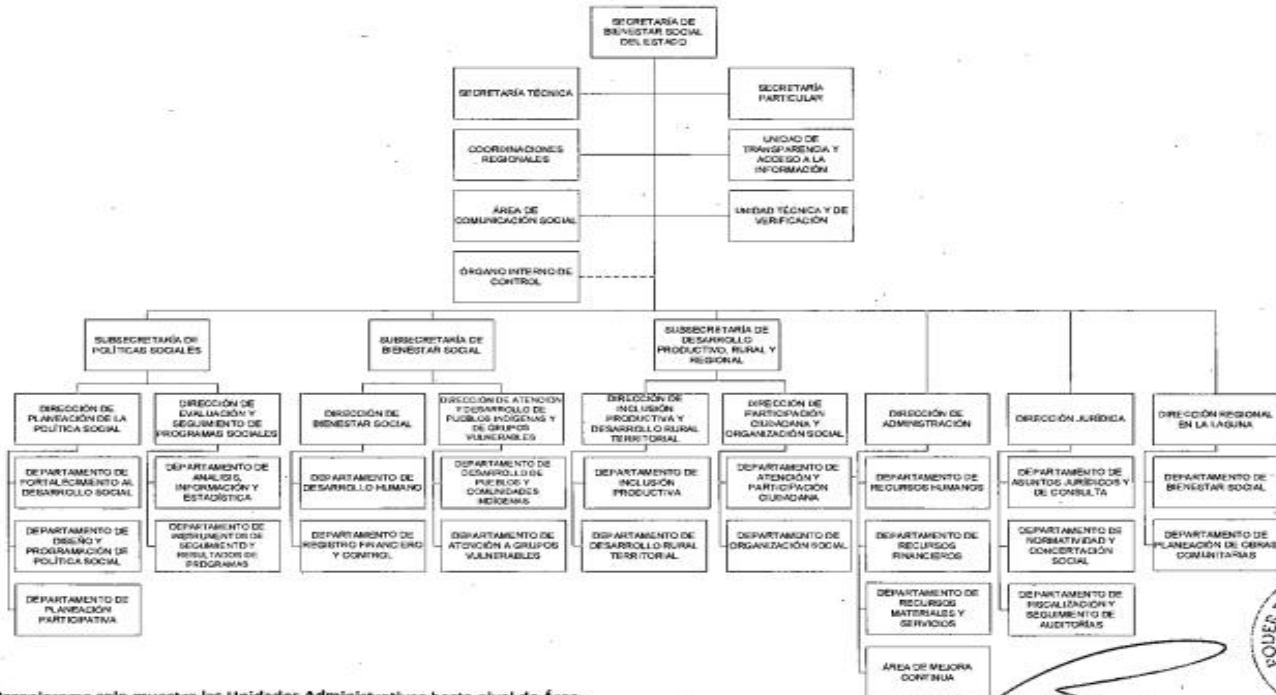 SECRETARÍA DE
BIENESTAR SOCIAL
DEL ESTADO
SECRETARÍA TÉCNICA
SECRETARÍA
PARTICULAR
COORDINACIONES
REGIONALES
UNIDAD DE
TRANSPARENCIA Y
ACCESO A LA
INFORMACIÓN
ÁREA DE
COMUNICACIÓN SOCIAL
UNIDAD TÉCNICA Y DE
VERIFICACIÓN
ÓRGANO INTERNO DE
CONTROL
SUBSECRETARÍA DE
POLÍTICAS SOCIALES
SUBSECRETARÍA DE
BIENESTAR SOCIAL
SUBSECRETARÍA DE
DESARROLLO
PRODUCTIVO, RURAL Y
REGIONAL
DIRECCIÓN DE
PLANEACIÓN DE LA
POLÍTICA SOCIAL
DIRECCIÓN DE
EVALUACIÓN Y
SEGUIMIENTO DE
PROGRAMAS SOCIALES
DIRECCIÓN DE
BIENESTAR SOCIAL
DIRECCIÓN DE ATENCIÓN
Y DESARROLLO DE
PUEBLOS INDÍGENAS Y
DE GRUPOS
VULNERABLES
DIRECCIÓN DE
INCLUSIÓN
PRODUCTIVA Y
DESARROLLO RURAL
TERRITORIAL
DIRECCIÓN DE
PARTICIPACIÓN
CIUDADANA Y
ORGANIZACIÓN SOCIAL
DIRECCIÓN DE
ADMINISTRACIÓN
DIRECCIÓN JURÍDICA
DIRECCIÓN REGIONAL
EN LA LAGUNA
DEPARTAMENTO DE
FORTALECIMIENTO AL
DESARROLLO SOCIAL
DEPARTAMENTO DE
ANÁLISIS,
INFORMACIÓN Y
ESTADÍSTICA
DEPARTAMENTO DE
DESARROLLO HUMANO
DEPARTAMENTO DE
DESARROLLO DE
PUEBLOS Y
COMUNIDADES
INDÍGENAS
DEPARTAMENTO DE
INCLUSIÓN
PRODUCTIVA
DEPARTAMENTO DE
ATENCIÓN Y
PARTICIPACIÓN
CIUDADANA
DEPARTAMENTO DE
RECURSOS HUMANOS
DEPARTAMENTO DE
ASUNTOS JURÍDICOS Y
DE CONSULTA
DEPARTAMENTO DE
BIENESTAR SOCIAL
DEPARTAMENTO DE
DISEÑO Y
PROGRAMACIÓN DE
POLÍTICA SOCIAL
DEPARTAMENTO DE
INSTRUMENTOS DE
SEGUIMIENTO Y
RESULTADOS DE
PROGRAMAS
DEPARTAMENTO DE
REGISTRO FINANCIERO
Y CONTROL
DEPARTAMENTO DE
ATENCIÓN A GRUPOS
VULNERABLES
DEPARTAMENTO DE
DESARROLLO RURAL
TERRITORIAL
DEPARTAMENTO DE
ORGANIZACIÓN SOCIAL
DEPARTAMENTO DE
RECURSOS
FINANCIEROS
DEPARTAMENTO DE
NORMATIVIDAD Y
CONCERTACIÓN
SOCIAL
DEPARTAMENTO DE
PLANEACIÓN DE OBRAS
COMUNITARIAS
DEPARTAMENTO DE
PLANEACIÓN
PARTICIPATIVA
DEPARTAMENTO DE
RECURSOS
MATERIALES Y
SERVICIOS
DEPARTAMENTO DE
FISCALIZACIÓN Y
SEGUIMIENTO DE
AUDITORÍAS
ÁREA DE MEJORA
CONTINUA
PODER
solo muestra las Unidades Administrativas hasta nivel de Área